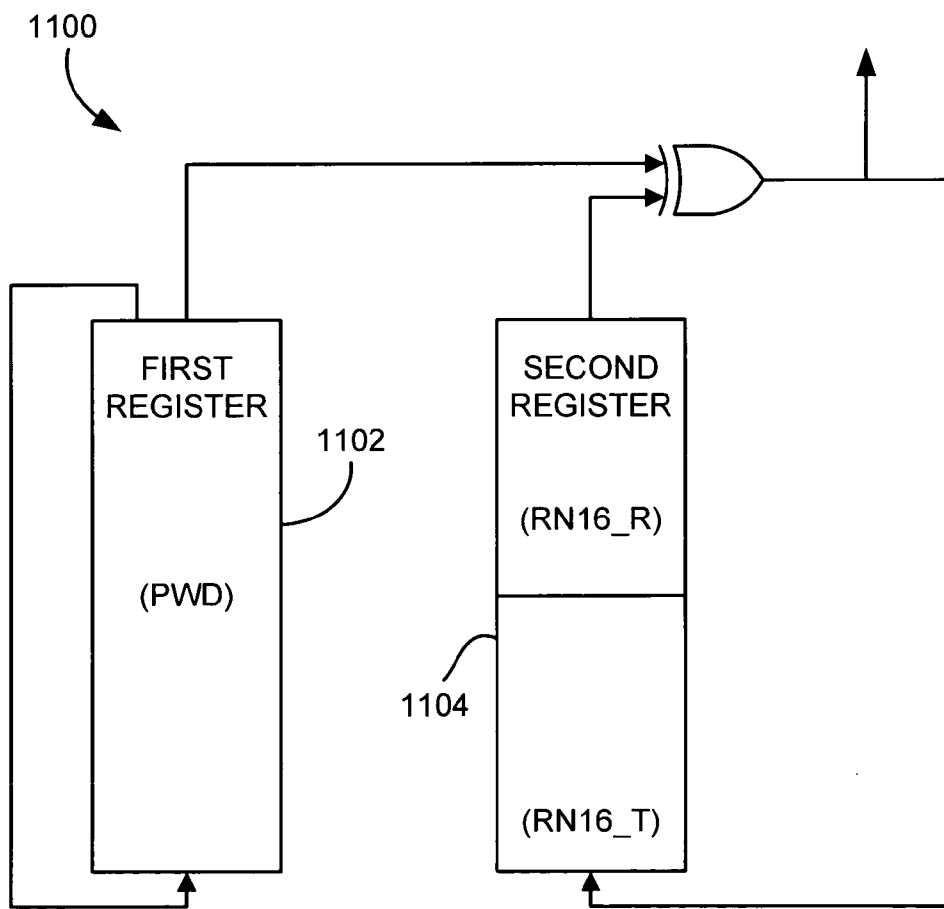 1100
FIRST
REGISTER
(PWD)
1102
SECOND
REGISTER
(RN16_R)
1104
(RN16_T)